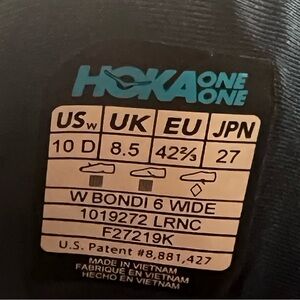 HOKA ONE ONE
USw UK EU JPN
10 D 8.5 42⅔ 27
W BONDI 6 WIDE
1019272 LRNC
F27219K
U.S. Patent #8,881,427
MADE IN VIETNAM
FABRIQUÉ EN VIETNAM
HECHO EN VIETNAM